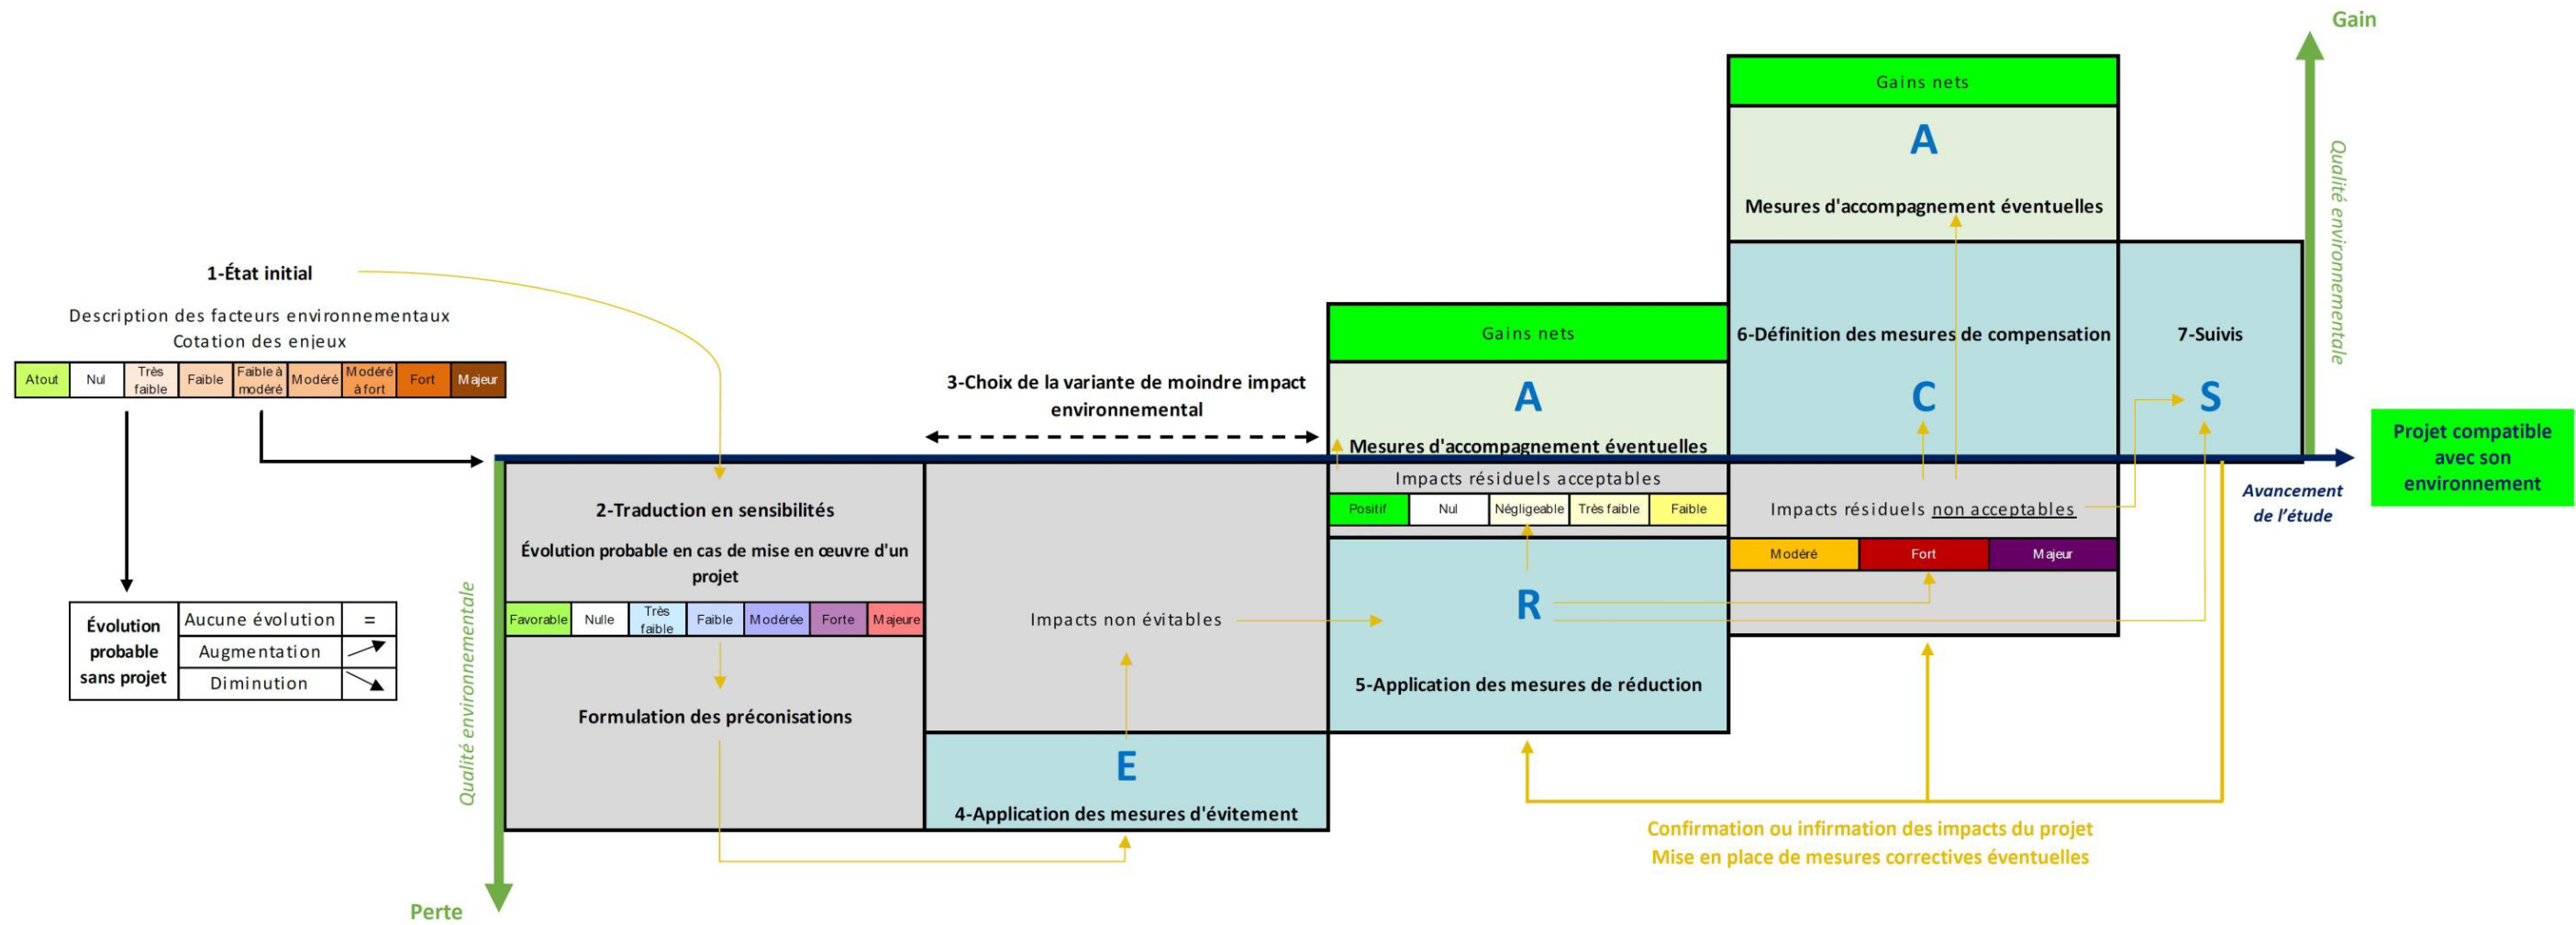 Gain
Qualité environnementale
Gains nets
A
Mesures d'accompagnement éventuelles
1-État initial
Description des facteurs environnementaux
Cotation des enjeux
Atout
Nul
Très
faible
Faible
Faible à
modéré
Modéré
Modéré
à fort
Fort
Majeur
Évolution
probable
sans projet
Aucune évolution
=
Augmentation
Diminution
Qualité environnementale
Perte
2-Traduction en sensibilités
Évolution probable en cas de mise en œuvre d'un
projet
Favorable
Nulle
Très
faible
Faible
Modérée
Forte
Majeure
Formulation des préconisations
3-Choix de la variante de moindre impact
environnemental
Impacts non évitables
E
4-Application des mesures d'évitement
Gains nets
A
Mesures d'accompagnement éventuelles
Impacts résiduels acceptables
Positif
Nul
Négligeable
Très faible
Faible
R
5-Application des mesures de réduction
6-Définition des mesures de compensation
C
Impacts résiduels non acceptables
Modéré
Fort
Majeur
7-Suivis
S
Projet compatible
avec son
environnement
Avancement
de l'étude
Confirmation ou infirmation des impacts du projet
Mise en place de mesures correctives éventuelles